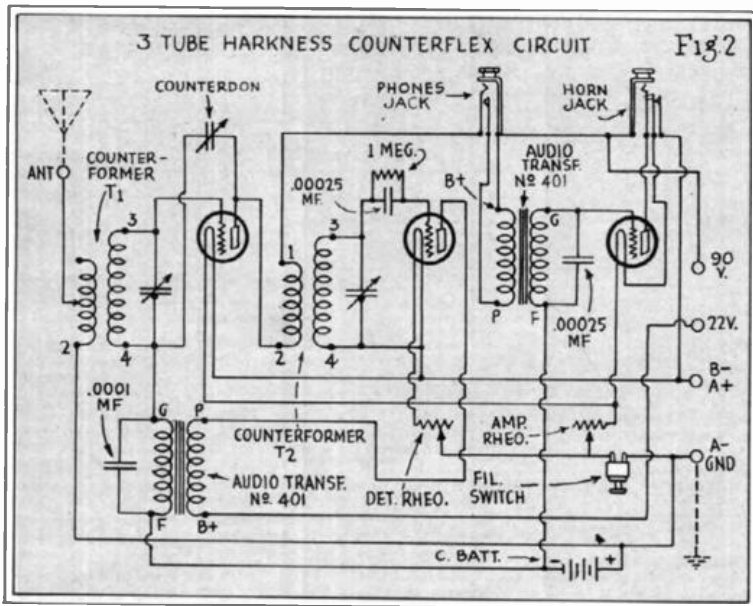 3 TUBE HARKNESS COUNTERFLEX CIRCUIT
Fig. 2
COUNTERDON
PHONES
JACK
HORN
JACK
ANT
COUNTER-
FORMER
T1
3
1 MEG.
.00025
MF.
B+
AUDIO
TRANSF.
No 401
G
1
3
90
V.
2
4
2
4
P
F
.00025
MF
22V.
B-
A+
.0001
MF
G
P
COUNTERFORMER
T2
AMP.
RHEO.
A-
GND
AUDIO TRANSF.
No. 401
DET. RHEO.
FIL.
SWITCH
F
B+
C. BATT.
-
+